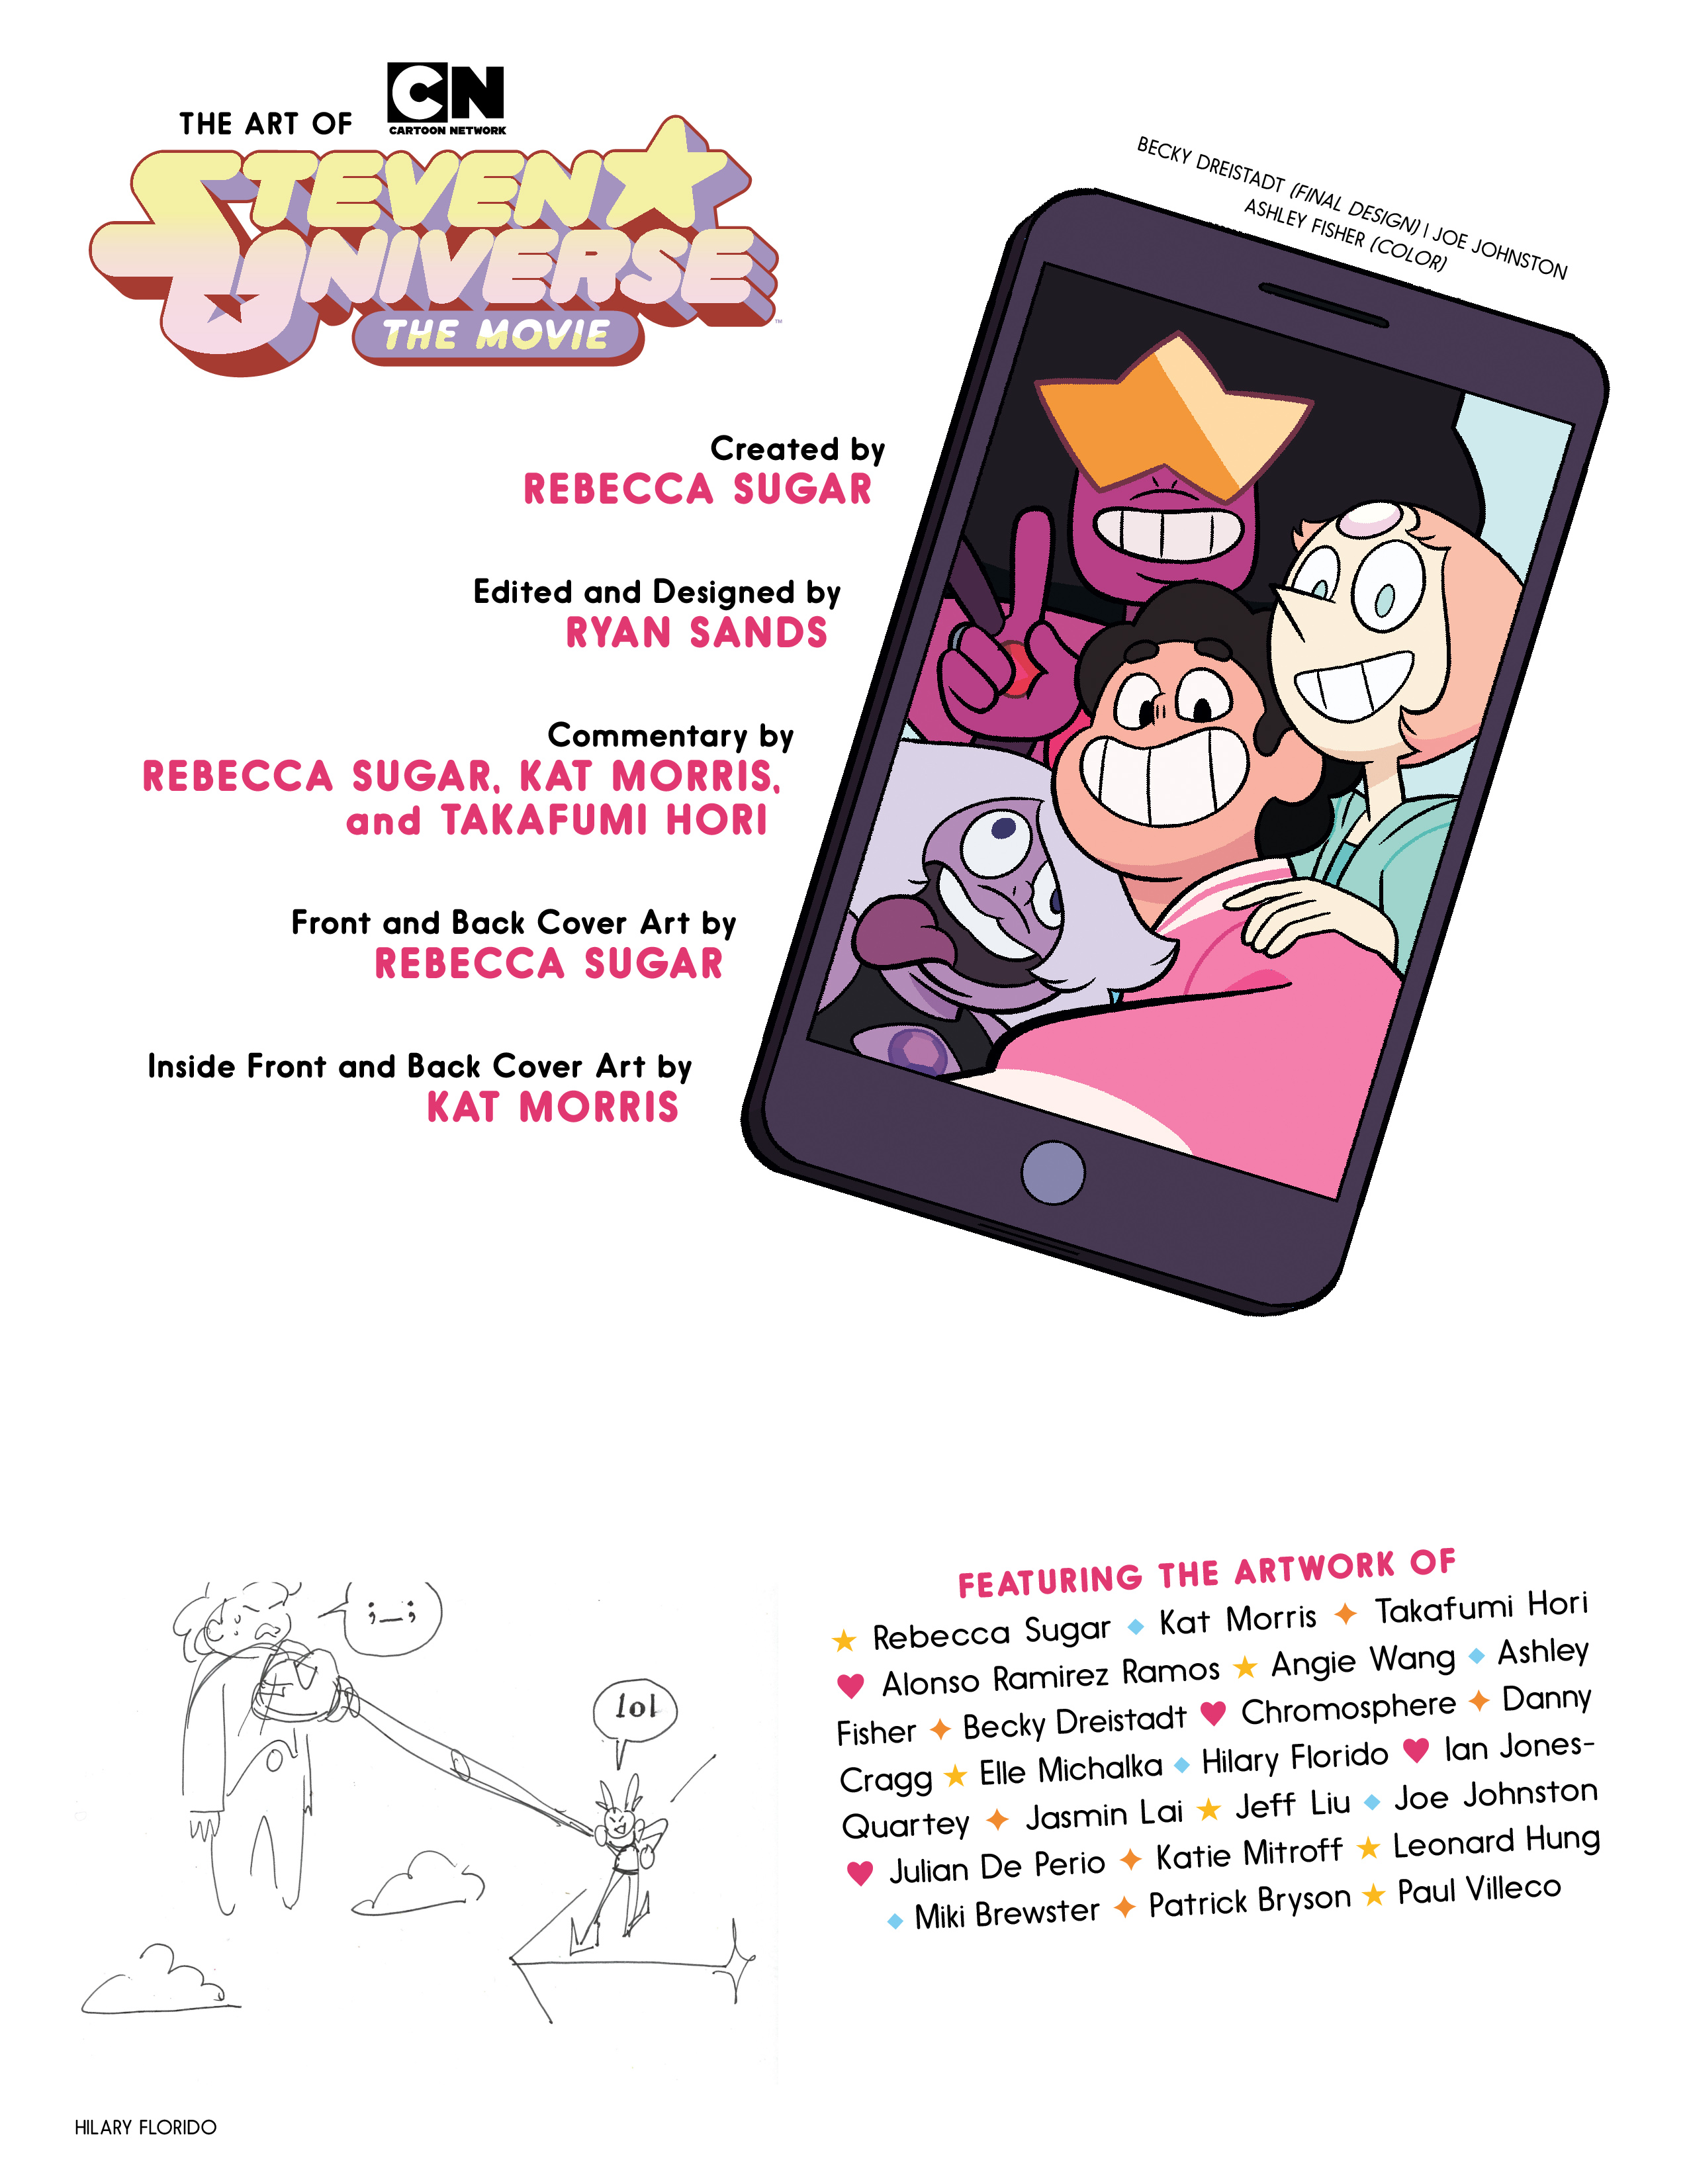 THE ART OF
CN
CARTOON NETWORK
STEVEN
UNIVERSE
THE MOVIE
™
BECKY DREISTADT (FINAL DESIGN) | JOE JOHNSTON
ASHLEY FISHER (COLOR)
Created by
REBECCA SUGAR
Edited and Designed by
RYAN SANDS
Commentary by
REBECCA SUGAR, KAT MORRIS,
and TAKAFUMI HORI
Front and Back Cover Art by
REBECCA SUGAR
Inside Front and Back Cover Art by
KAT MORRIS
;_;
lol
FEATURING THE ARTWORK OF
★ Rebecca Sugar ◆ Kat Morris ✦ Takafumi Hori
♥ Alonso Ramirez Ramos ★ Angie Wang ◆ Ashley
Fisher ✦ Becky Dreistadt ♥ Chromosphere ✦ Danny
Cragg ★ Elle Michalka ◆ Hilary Florido ♥ Ian Jones-
Quartey ✦ Jasmin Lai ★ Jeff Liu ◆ Joe Johnston
♥ Julian De Perio ✦ Katie Mitroff ★ Leonard Hung
◆ Miki Brewster ✦ Patrick Bryson ★ Paul Villeco
HILARY FLORIDO